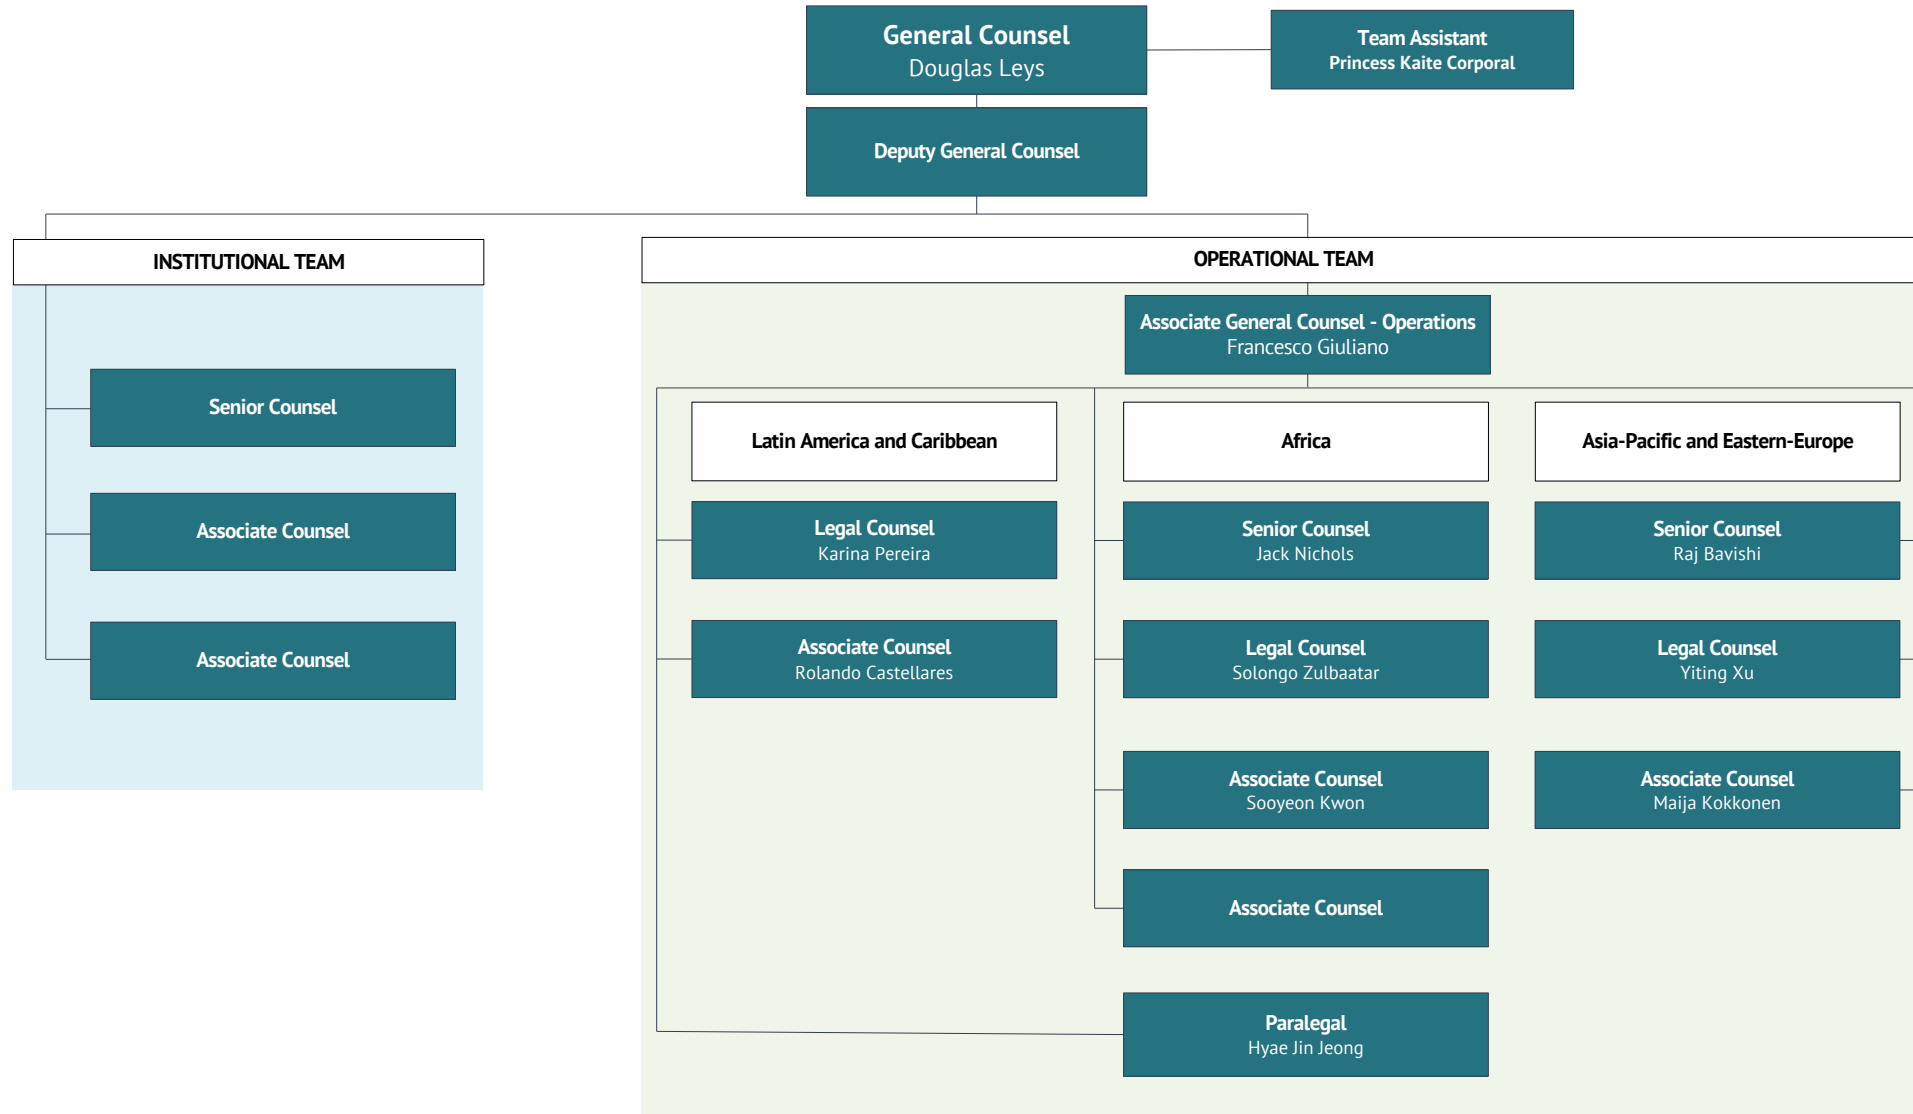 General Counsel
Douglas Leys
Team Assistant
Princess Kaite Corporal
Deputy General Counsel
INSTITUTIONAL TEAM
Senior Counsel
Associate Counsel
Associate Counsel
OPERATIONAL TEAM
Associate General Counsel - Operations
Francesco Giuliano
Latin America and Caribbean
Legal Counsel
Karina Pereira
Associate Counsel
Rolando Castellares
Africa
Senior Counsel
Jack Nichols
Legal Counsel
Solongo Zulbaatar
Associate Counsel
Sooyeon Kwon
Associate Counsel
Paralegal
Hyae Jin Jeong
Asia-Pacific and Eastern-Europe
Senior Counsel
Raj Bavishi
Legal Counsel
Yiting Xu
Associate Counsel
Maija Kokkonen